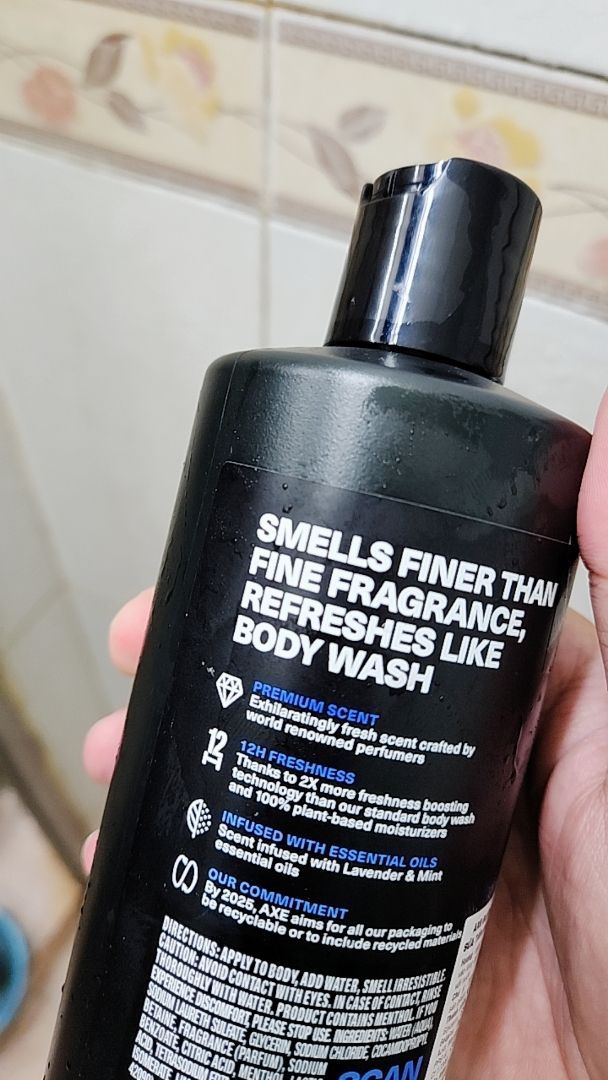 SMELLS FINER THAN
FINE FRAGRANCE,
REFRESHES LIKE
BODY WASH
PREMIUM SCENT
Exhilaratingly fresh scent crafted by
world renowned perfumers
12H
12H FRESHNESS
Thanks to 2X more freshness boosting
technology than our standard body wash
and 100% plant-based moisturizers
INFUSED WITH ESSENTIAL OILS
Scent infused with Lavender & Mint
essential oils
OUR COMMITMENT
By 2025, AXE aims for all our packaging to
be recyclable or to include recycled materials
DIRECTIONS: APPLY TO BODY, ADD WATER, SMELL IRRESISTIBLE.
CAUTION: AVOID CONTACT WITH EYES. IN CASE OF CONTACT, RINSE
THOROUGHLY WITH WATER. PRODUCT CONTAINS MENTHOL. IF YOU
EXPERIENCE DISCOMFORT, PLEASE STOP USE. INGREDIENTS: WATER (AQUA),
SODIUM LAURETH SULFATE, GLYCERIN, SODIUM CHLORIDE, COCAMIDOPROPYL
BETAINE, FRAGRANCE (PARFUM), SODIUM
BENZOATE, CITRIC ACID, MENTHOL,
ACID, TETRASODIUM
SCAN